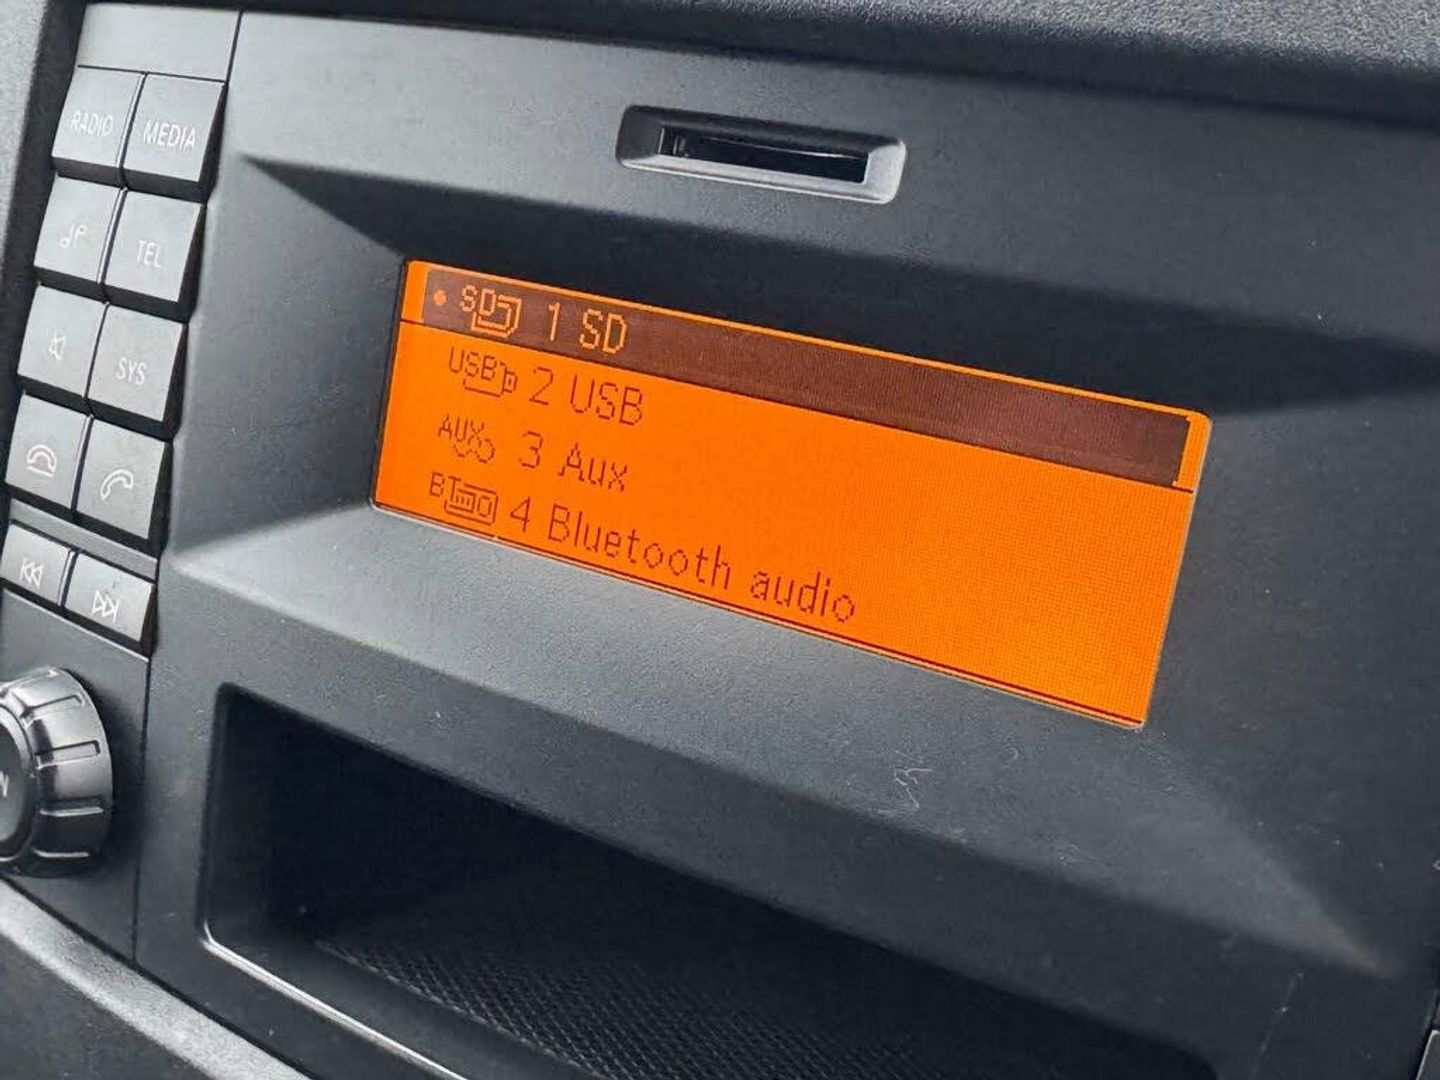 RADIO MEDIA
TEL
SYS
SD 1 SD
USB 2 USB
AUX 3 Aux
BT 4 Bluetooth audio